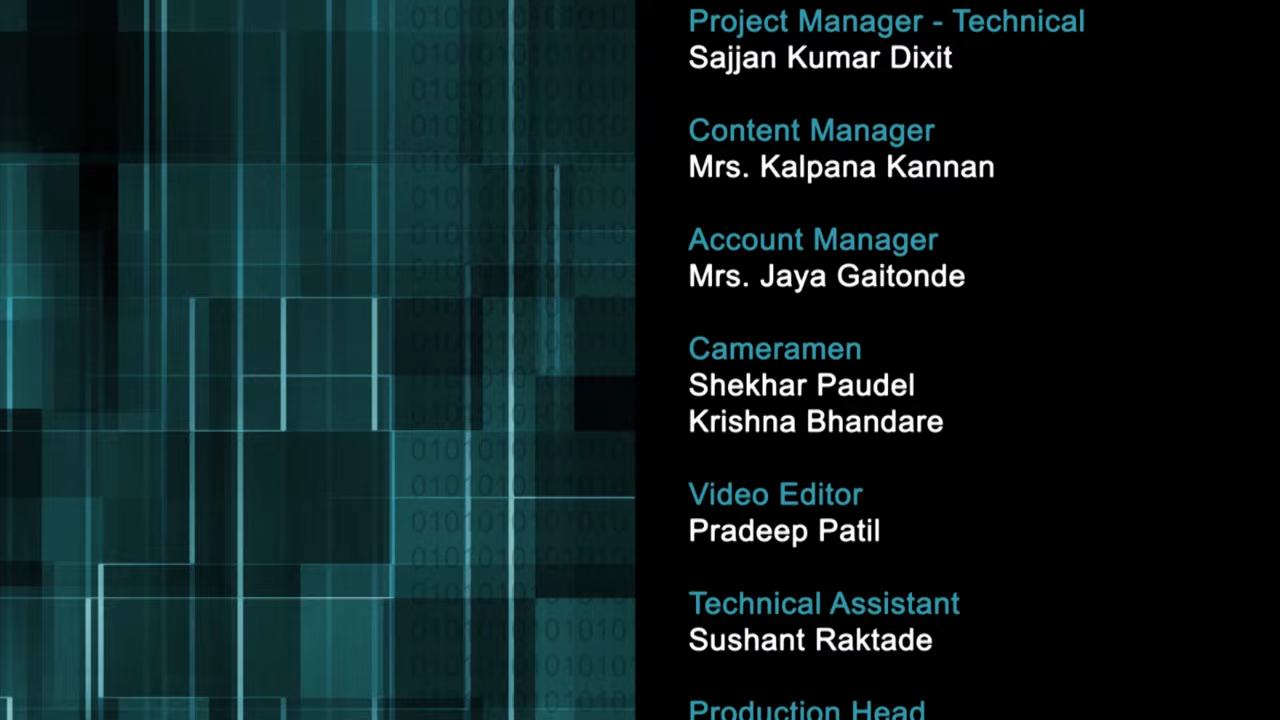 Project Manager - Technical
Sajjan Kumar Dixit
Content Manager
Mrs. Kalpana Kannan
Account Manager
Mrs. Jaya Gaitonde
Cameramen
Shekhar Paudel
Krishna Bhandare
Video Editor
Pradeep Patil
Technical Assistant
Sushant Raktade
Production Head